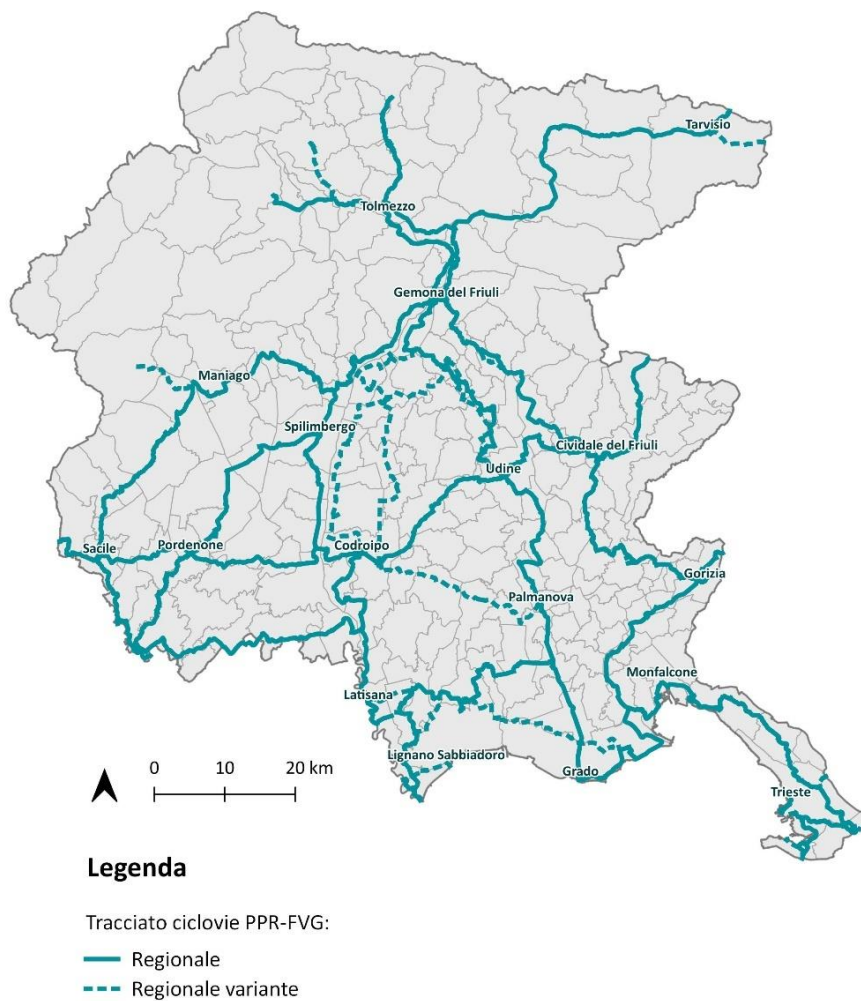 Tarvisio
Tolmezzo
Gemona del Friuli
Maniago
Spilimbergo
Cividale del Friuli
Udine
Sacile
Pordenone
Codroipo
Gorizia
Palmanova
Monfalcone
Latisana
Lignano Sabbiadoro
Grado
Trieste
0 10 20 km
Legenda
Tracciato ciclovie PPR-FVG:
Regionale
Regionale variante